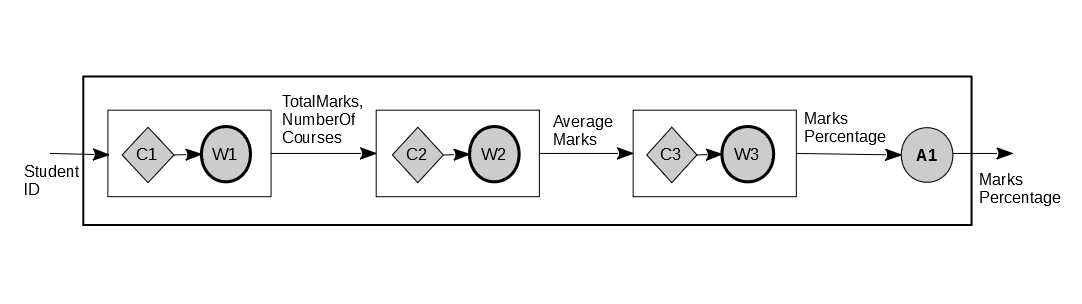 Student
ID
C1
W1
TotalMarks,
NumberOf
Courses
C2
W2
Average
Marks
C3
W3
Marks
Percentage
A1
Marks
Percentage